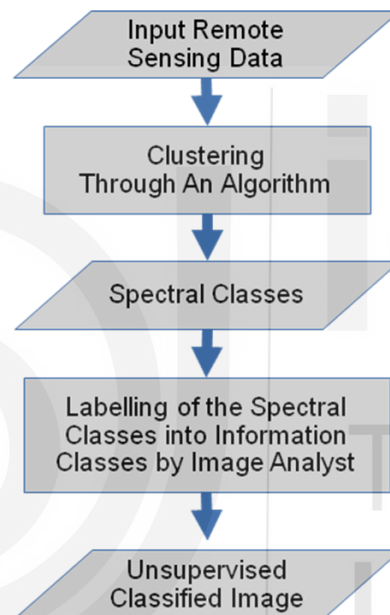 Input Remote
Sensing Data
Clustering
Through An Algorithm
Spectral Classes
Labelling of the Spectral
Classes into Information
Classes by Image Analyst
Unsupervised
Classified Image